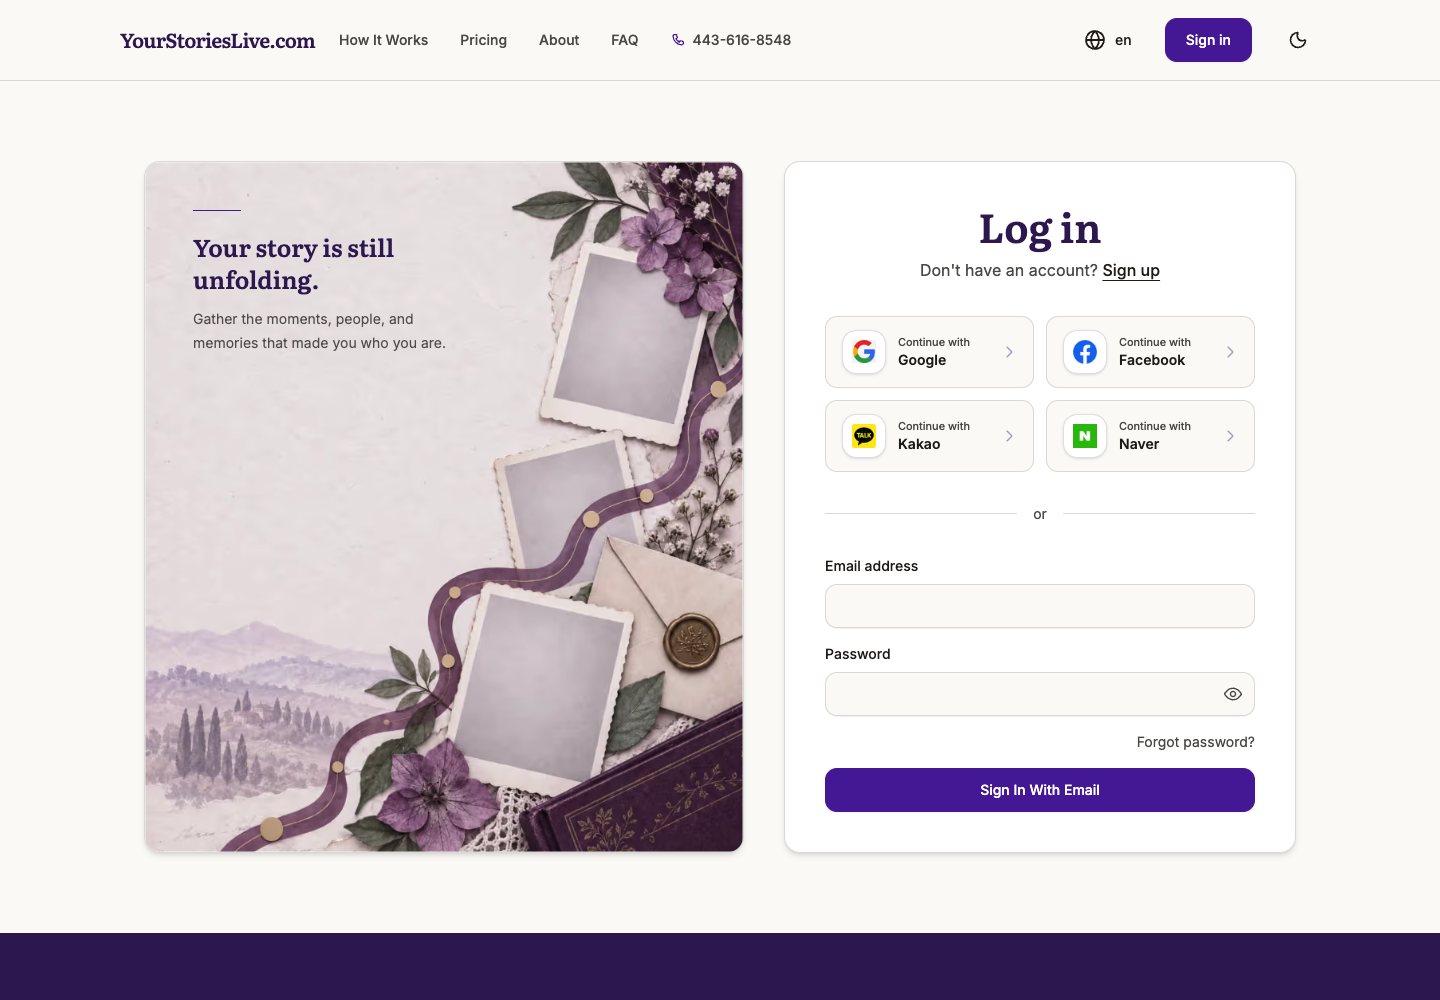 YourStoriesLive.com
How It Works
Pricing
About
FAQ
443-616-8548
en
Sign in
Your story is still
unfolding.
Gather the moments, people, and
memories that made you who you are.
Log in
Don't have an account? Sign up
Continue with
Google
Continue with
Facebook
TALK
Continue with
Kakao
N
Continue with
Naver
or
Email address
Password
Forgot password?
Sign In With Email